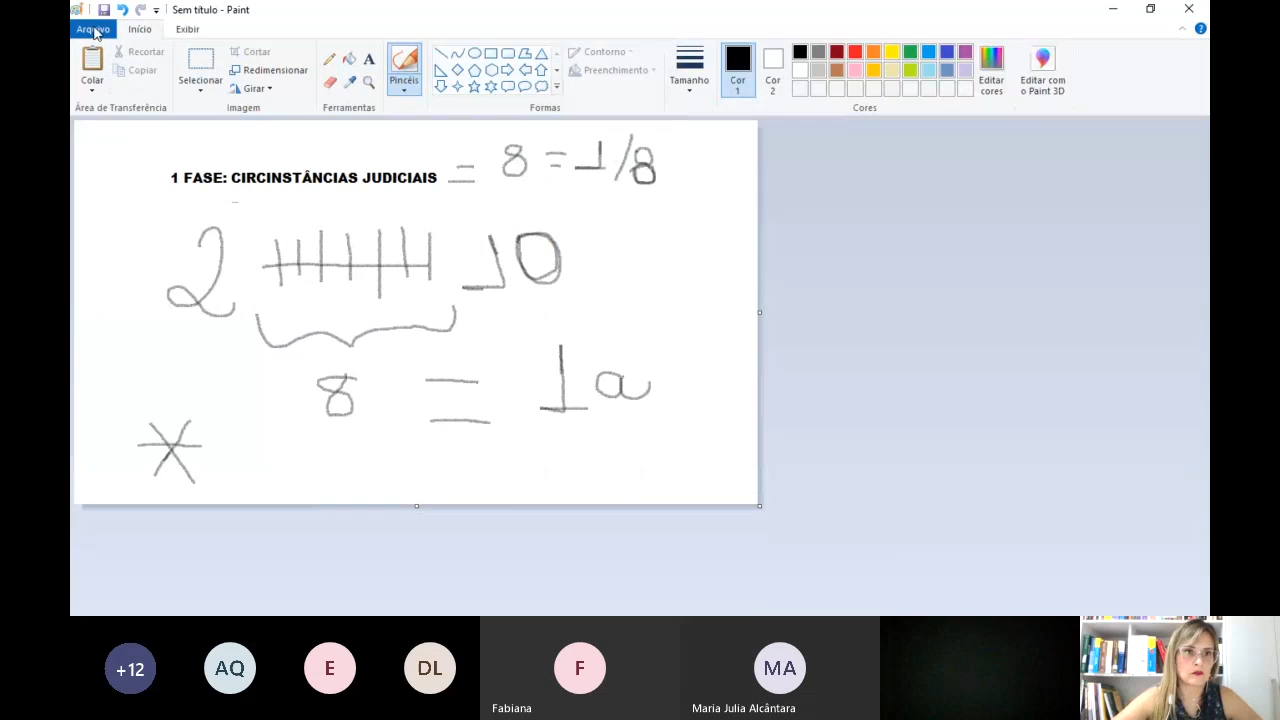 Sem título - Paint
Arquivo Início Exibir
Colar
Recortar
Copiar
Área de Transferência
Selecionar
Cortar
Redimensionar
Girar
Imagem
A
Ferramentas
Pincéis
Contorno
Preenchimento
Formas
Tamanho
Cor 1
Cor 2
Editar cores
Cores
Editar com o Paint 3D
1 FASE: CIRCINSTÂNCIAS JUDICIAIS = 8 = 1/8
2 10
8 = 1a
+12 AQ E DL F MA
Fabiana Maria Julia Alcântara